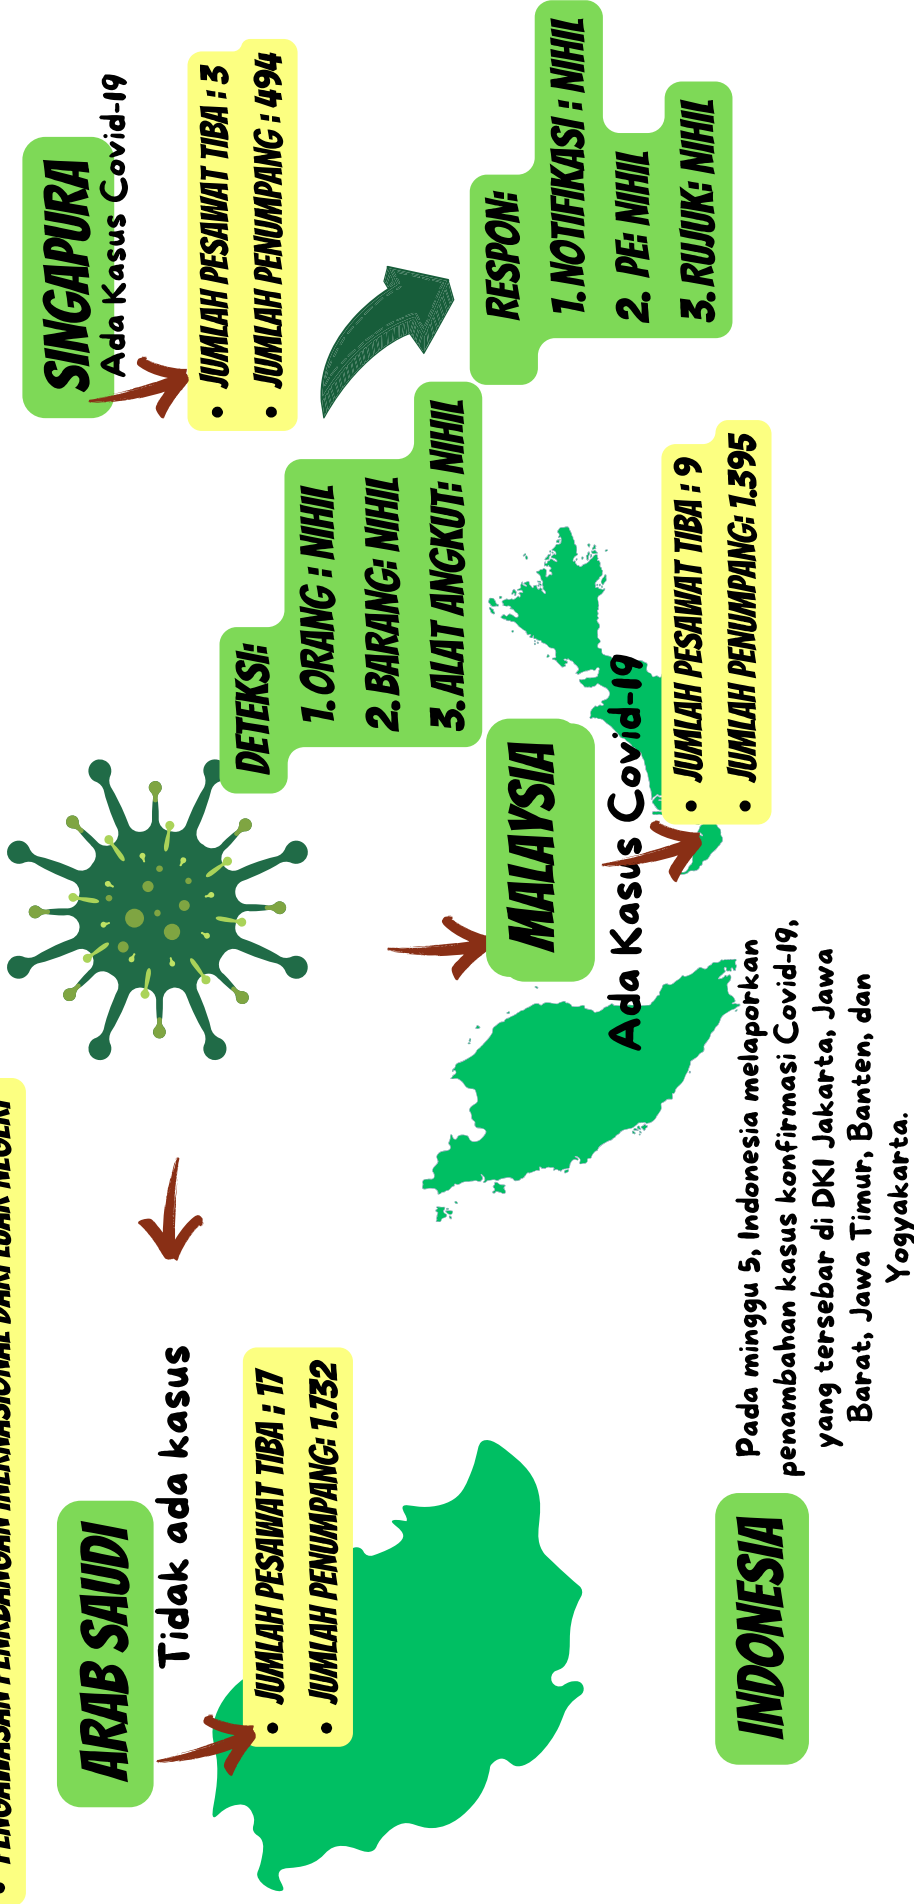 • PENGAWASAN PENERBANGAN INERNASIONAL DARI LUAR NEGERI
ARAB SAUDI
Tidak ada kasus
• JUMLAH PESAWAT TIBA : 17
• JUMLAH PENUMPANG: 1.732
SINGAPURA
Ada Kasus Covid-19
• JUMLAH PESAWAT TIBA : 3
• JUMLAH PENUMPANG : 494
DETEKSI:
1. ORANG : NIHIL
2. BARANG: NIHIL
3. ALAT ANGKUT: NIHIL
RESPON:
1. NOTIFIKASI : NIHIL
2. PE: NIHIL
3. RUJUK: NIHIL
MALAYSIA
Ada Kasus Covid-19
• JUMLAH PESAWAT TIBA : 9
• JUMLAH PENUMPANG: 1.395
INDONESIA
Pada minggu 5, Indonesia melaporkan
penambahan kasus konfirmasi Covid-19,
yang tersebar di DKI Jakarta, Jawa
Barat, Jawa Timur, Banten, dan
Yogyakarta.